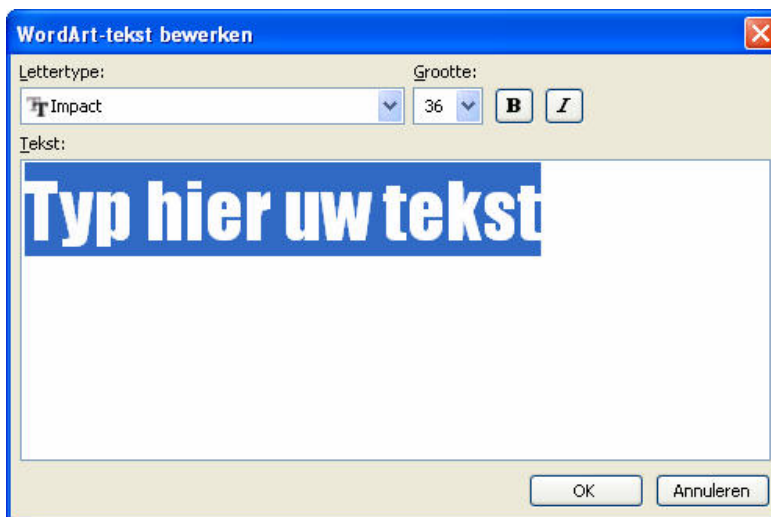 WordArt-tekst bewerken
Lettertype: Grootte:
Impact 36 B I
Tekst:
Typ hier uw tekst
OK Annuleren